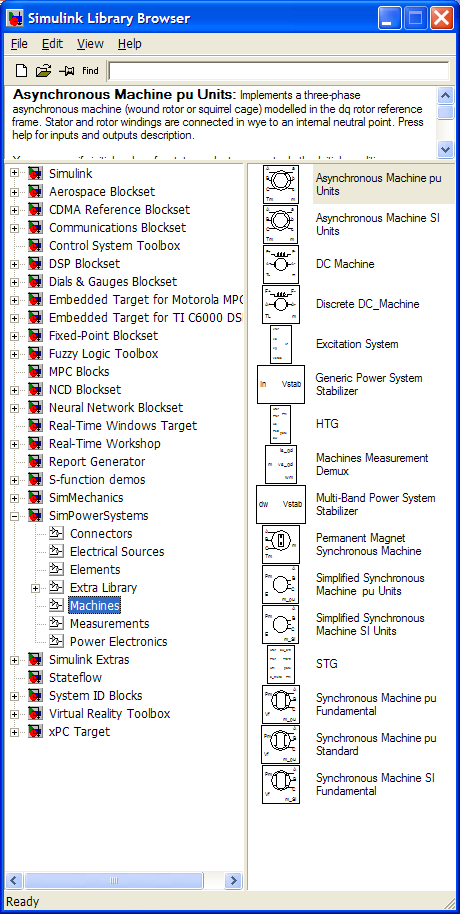 Simulink Library Browser
File Edit View Help
Find
Asynchronous Machine pu Units: Implements a three-phase
asynchronous machine (wound rotor or squirrel cage) modelled in the dq rotor reference
frame. Stator and rotor windings are connected in wye to an internal neutral point. Press
help for inputs and outputs description.
Simulink
Aerospace Blockset
CDMA Reference Blockset
Communications Blockset
Control System Toolbox
DSP Blockset
Dials & Gauges Blockset
Embedded Target for Motorola MPC
Embedded Target for TI C6000 DS
Fixed-Point Blockset
Fuzzy Logic Toolbox
MPC Blocks
NCD Blockset
Neural Network Blockset
Real-Time Windows Target
Real-Time Workshop
Report Generator
S-function demos
SimMechanics
SimPowerSystems
Connectors
Electrical Sources
Elements
Extra Library
Machines
Measurements
Power Electronics
Simulink Extras
Stateflow
System ID Blocks
Virtual Reality Toolbox
xPC Target
Asynchronous Machine pu
Units
Asynchronous Machine SI
Units
DC Machine
Discrete DC_Machine
Excitation System
In Vstab
Generic Power System
Stabilizer
HTG
Machines Measurement
Demux
dw Vstab
Multi-Band Power System
Stabilizer
Permanent Magnet
Synchronous Machine
Simplified Synchronous
Machine pu Units
Simplified Synchronous
Machine SI Units
STG
Synchronous Machine pu
Fundamental
Synchronous Machine pu
Standard
Synchronous Machine SI
Fundamental
Ready